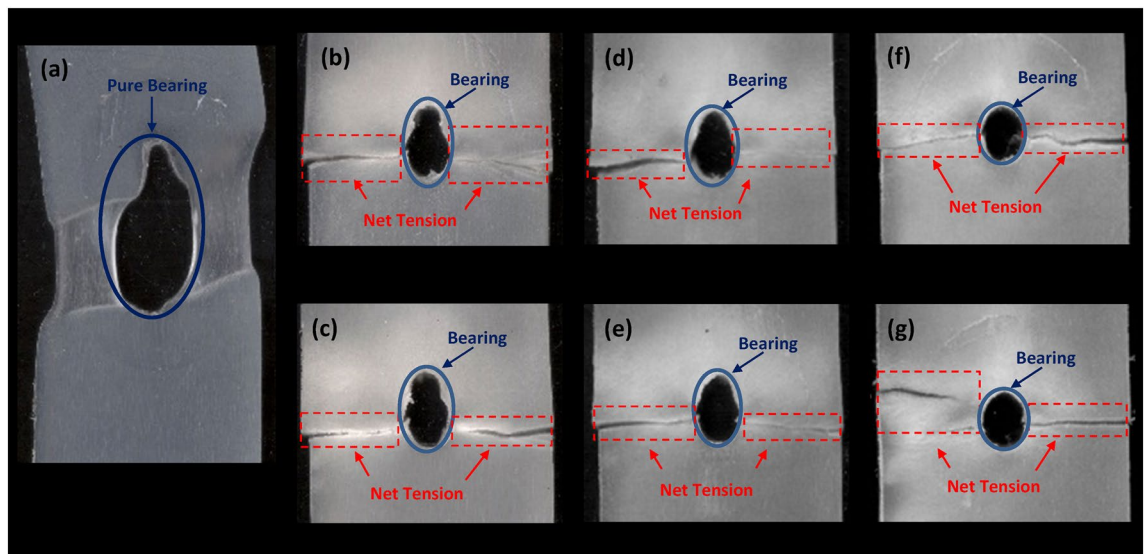 (a)
Pure Bearing
(b)
Bearing
Net Tension
(d)
Bearing
Net Tension
(f)
Bearing
Net Tension
(c)
Bearing
Net Tension
(e)
Bearing
Net Tension
(g)
Bearing
Net Tension